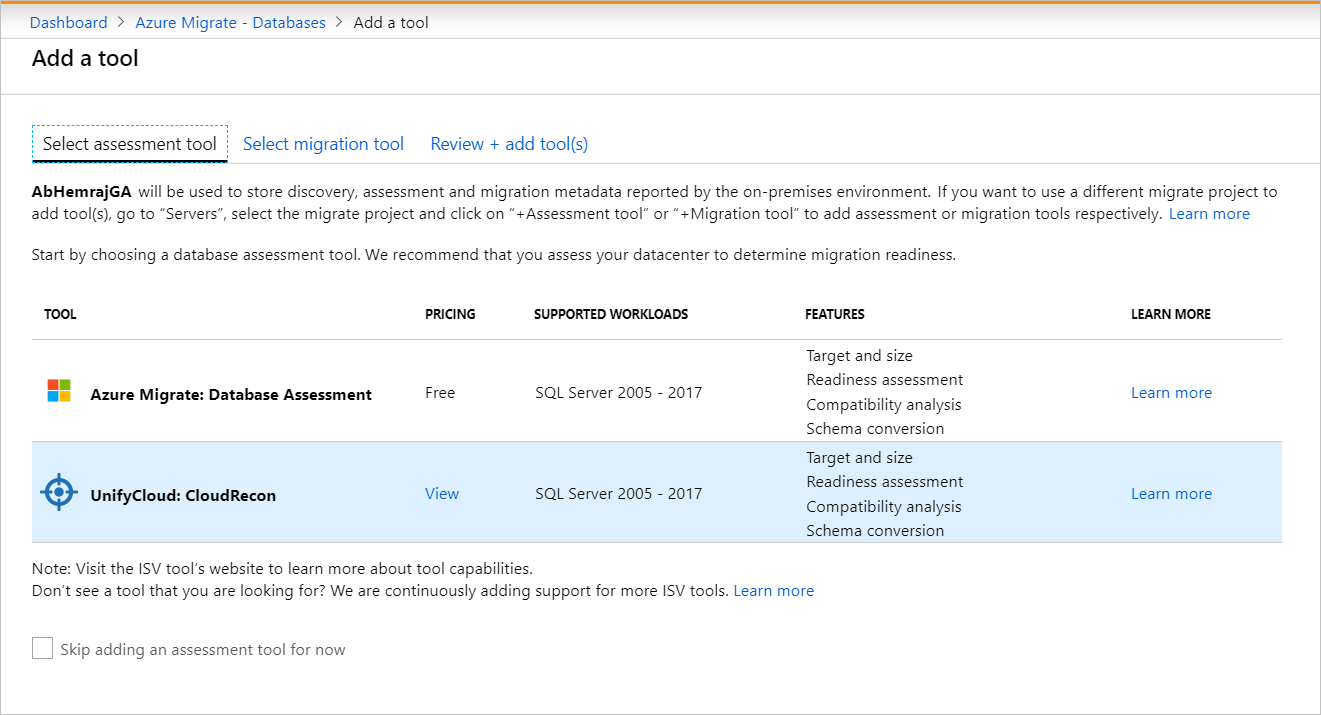 Dashboard > Azure Migrate - Databases > Add a tool
Add a tool
Select assessment tool Select migration tool Review + add tool(s)
AbHemrajGA will be used to store discovery, assessment and migration metadata reported by the on-premises environment. If you want to use a different migrate project to
add tool(s), go to “Servers”, select the migrate project and click on “+Assessment tool” or “+Migration tool” to add assessment or migration tools respectively. Learn more
Start by choosing a database assessment tool. We recommend that you assess your datacenter to determine migration readiness.
TOOL PRICING SUPPORTED WORKLOADS FEATURES LEARN MORE
Azure Migrate: Database Assessment Free SQL Server 2005 - 2017
Target and size
Readiness assessment
Compatibility analysis
Schema conversion
Learn more
UnifyCloud: CloudRecon View SQL Server 2005 - 2017
Target and size
Readiness assessment
Compatibility analysis
Schema conversion
Learn more
Note: Visit the ISV tool’s website to learn more about tool capabilities.
Don’t see a tool that you are looking for? We are continuously adding support for more ISV tools. Learn more
Skip adding an assessment tool for now